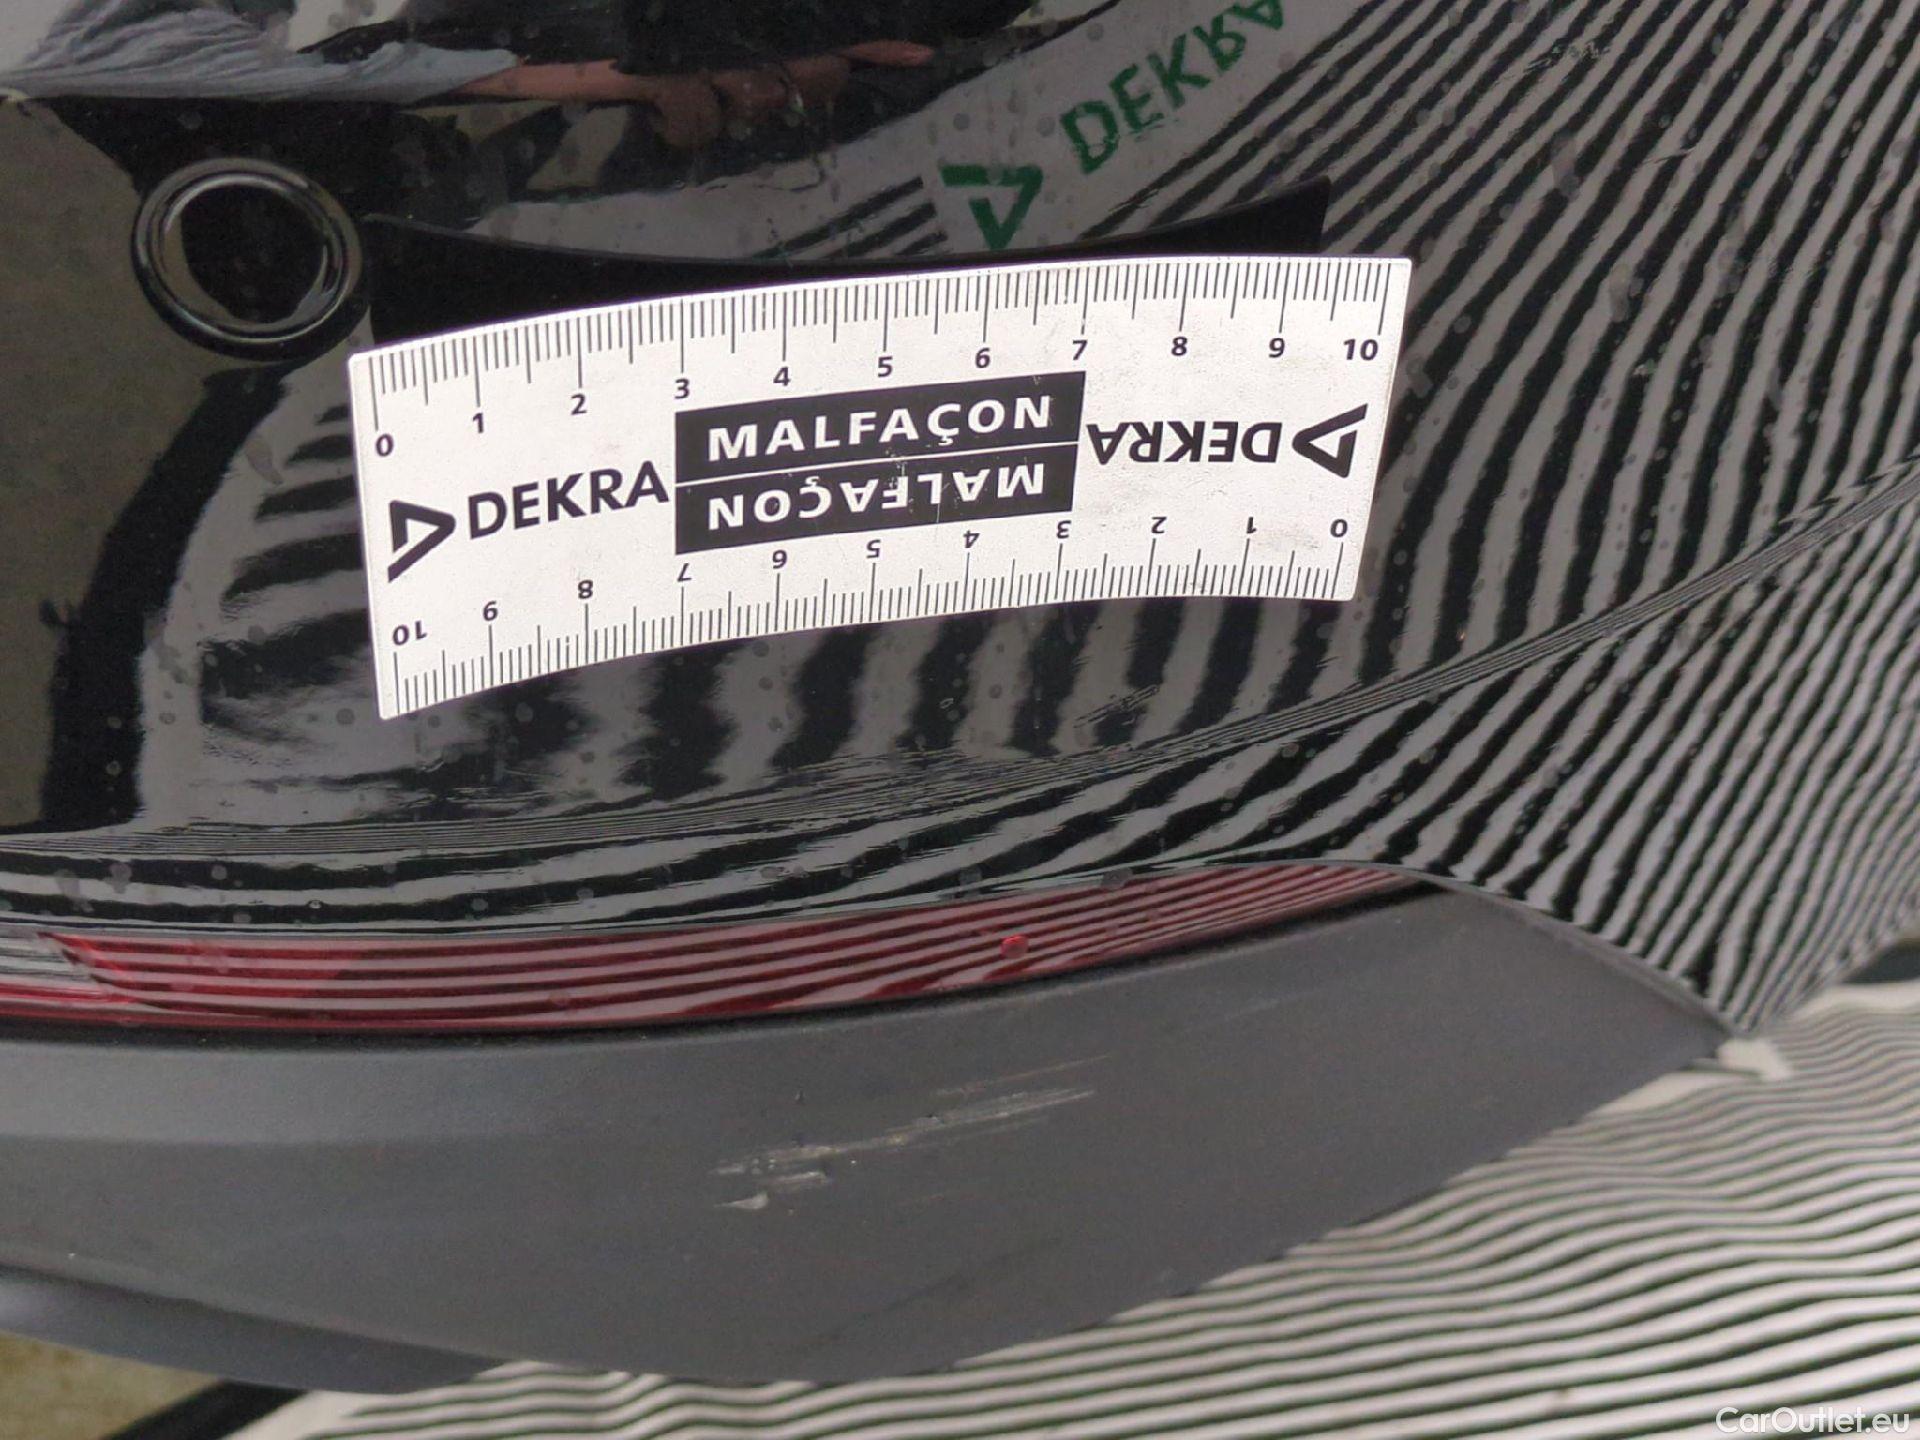 DEKRA
0 1 2 3 4 5 6 7 8 9 10
MALFAÇON
DEKRA
MALFAÇON
DEKRA
10 9 8 7 6 5 4 3 2 1 0
CarOutlet.eu